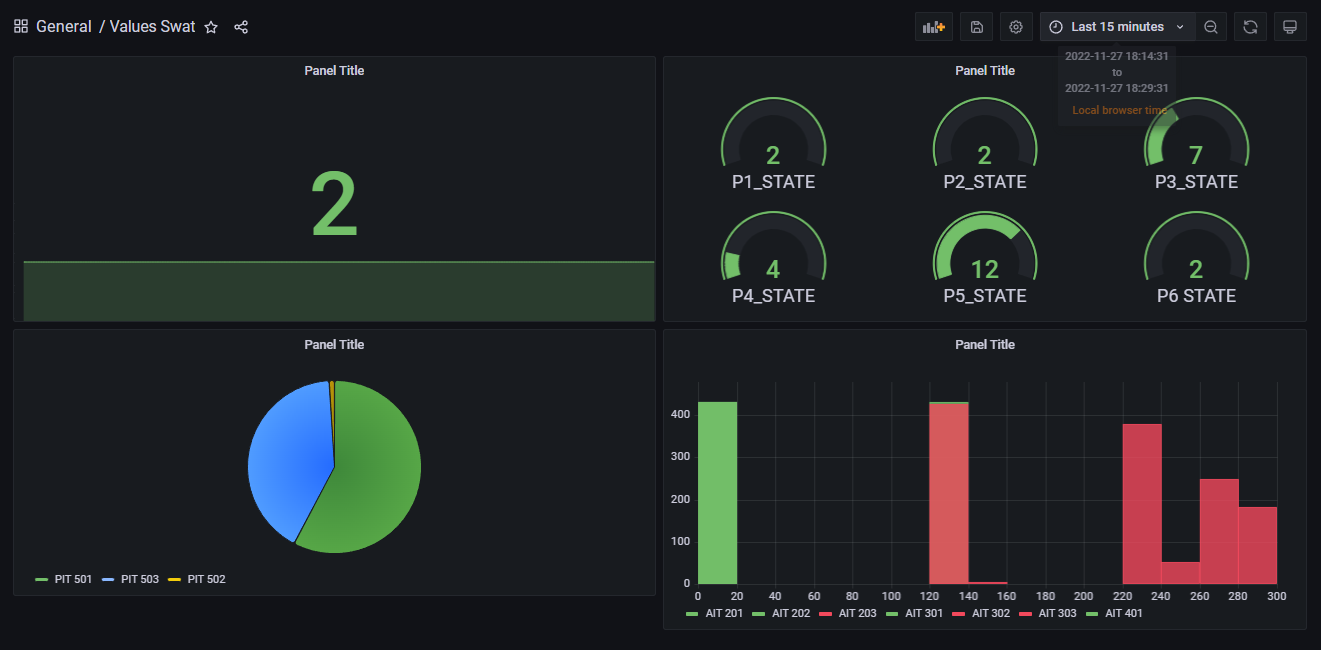 General / Values Swat
Last 15 minutes
2022-11-27 18:14:31
to
2022-11-27 18:29:31
Local browser time
Panel Title
2
Panel Title
2
P1_STATE
2
P2_STATE
7
P3_STATE
4
P4_STATE
12
P5_STATE
2
P6 STATE
Panel Title
PIT 501 PIT 503 PIT 502
Panel Title
400
300
200
100
0
0 20 40 60 80 100 120 140 160 180 200 220 240 260 280 300
AIT 201 AIT 202 AIT 203 AIT 301 AIT 302 AIT 303 AIT 401